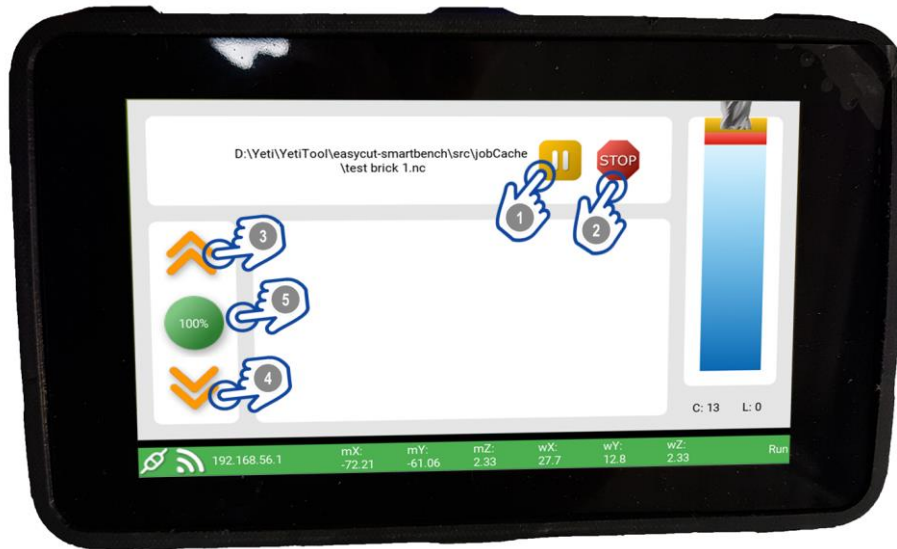 D:\Yeti\YetiTool\easycut-smartbench\src\jobCache
\test brick 1.nc
STOP
1
2
3
5
100%
4
C: 13 L: 0
192.168.56.1
mX:
-72.21
mY:
-61.06
mZ:
2.33
wX:
27.7
wY:
12.8
wZ:
2.33
Run